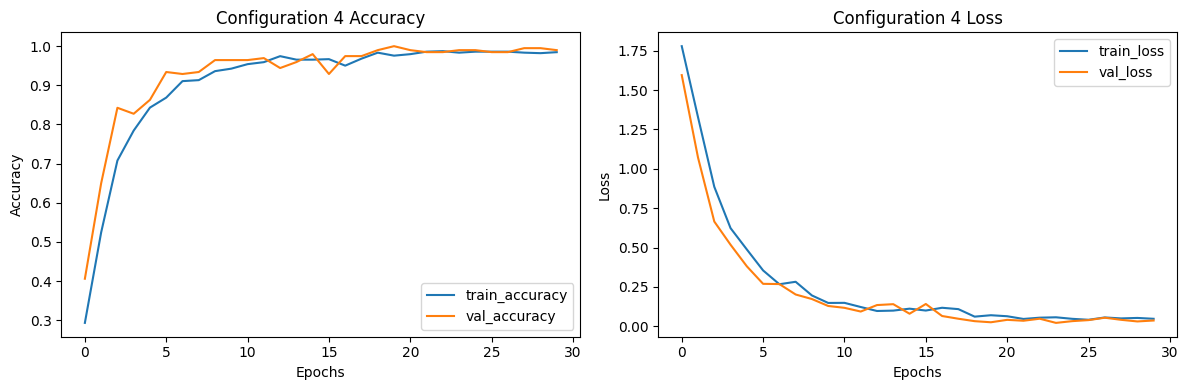 Configuration 4 Accuracy
Accuracy
1.0
0.9
0.8
0.7
0.6
0.5
0.4
0.3
train_accuracy
val_accuracy
0 5 10 15 20 25 30
Epochs
Configuration 4 Loss
Loss
1.75
1.50
1.25
1.00
0.75
0.50
0.25
0.00
train_loss
val_loss
0 5 10 15 20 25 30
Epochs